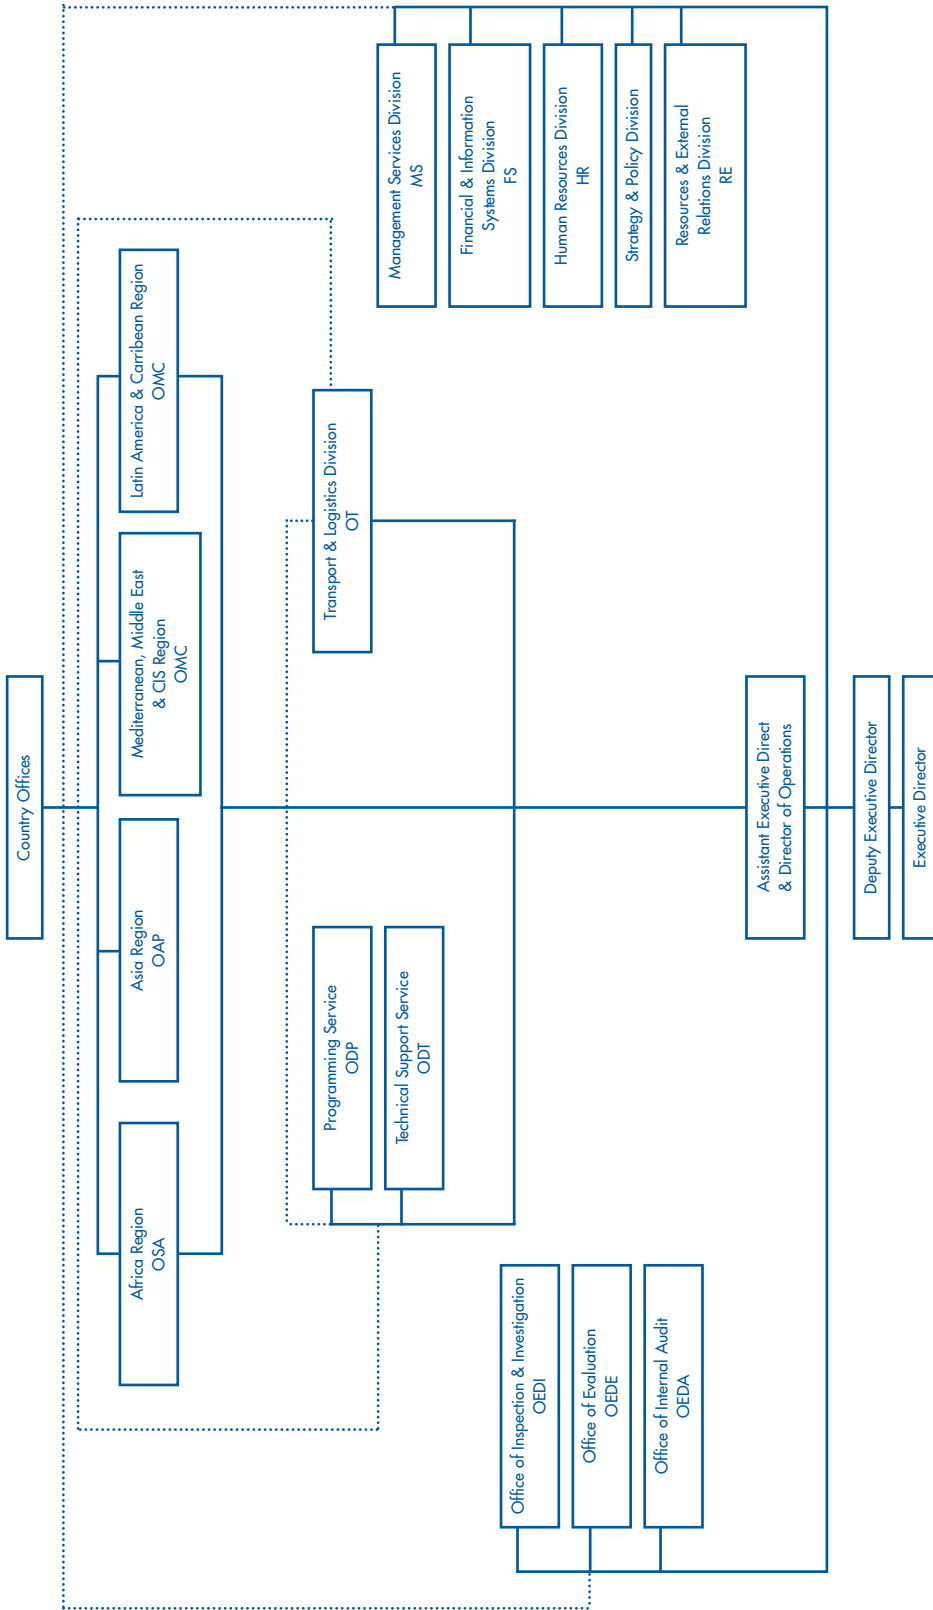 Country Offices
Africa Region
OSA
Asia Region
OAP
Mediterranean, Middle East
& CIS Region
OMC
Latin America & Carribean Region
OMC
Programming Service
ODP
Technical Support Service
ODT
Transport & Logistics Division
OT
Office of Inspection & Investigation
OEDI
Office of Evaluation
OEDE
Office of Internal Audit
OEDA
Management Services Division
MS
Financial & Information
Systems Division
FS
Human Resources Division
HR
Strategy & Policy Division
Resources & External
Relations Division
RE
Assistant Executive Direct
& Director of Operations
Deputy Executive Director
Executive Director